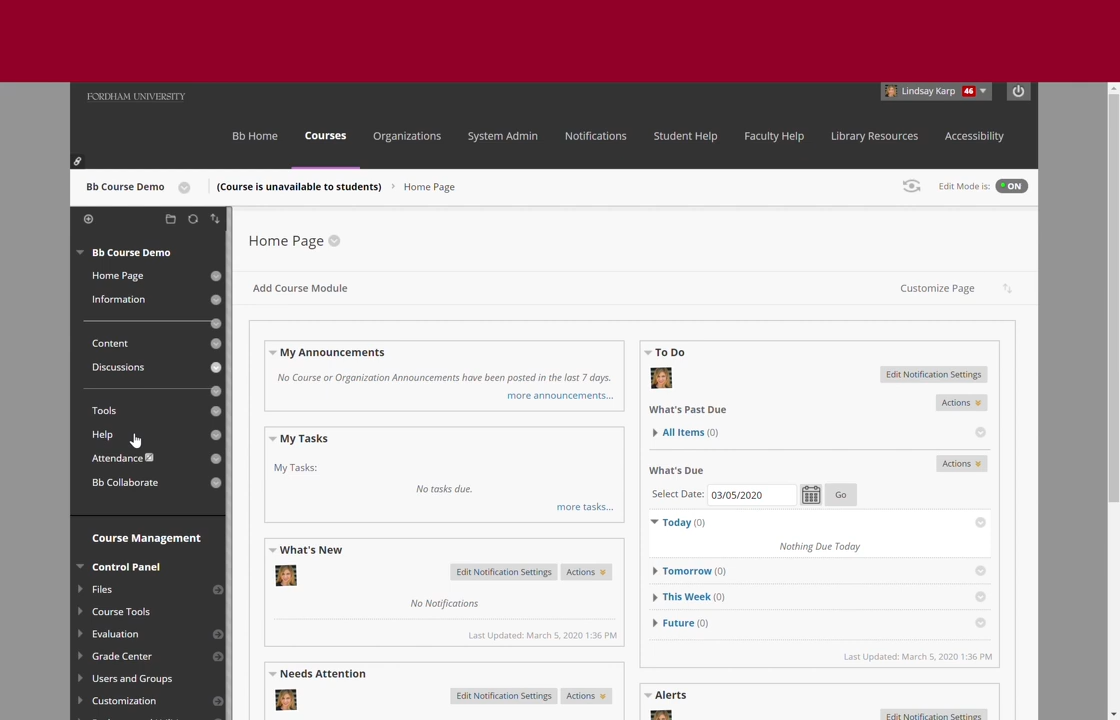 FORDHAM UNIVERSITY
Lindsay Karp 46
Bb Home Courses Organizations System Admin Notifications Student Help Faculty Help Library Resources Accessibility
Bb Course Demo (Course is unavailable to students) Home Page Edit Mode is: ON
Bb Course Demo
Home Page
Information
Content
Discussions
Tools
Help
Attendance
Bb Collaborate
Course Management
Control Panel
Files
Course Tools
Evaluation
Grade Center
Users and Groups
Customization
Home Page
Add Course Module Customize Page
My Announcements
No Course or Organization Announcements have been posted in the last 7 days.
more announcements...
My Tasks
My Tasks:
No tasks due.
more tasks...
What's New
Edit Notification Settings Actions
No Notifications
Last Updated: March 5, 2020 1:36 PM
Needs Attention
Edit Notification Settings Actions
To Do
Edit Notification Settings
Actions
What's Past Due
All Items (0)
Actions
What's Due
Select Date: 03/05/2020 Go
Today (0)
Nothing Due Today
Tomorrow (0)
This Week (0)
Future (0)
Last Updated: March 5, 2020 1:36 PM
Alerts
Edit Notification Settings